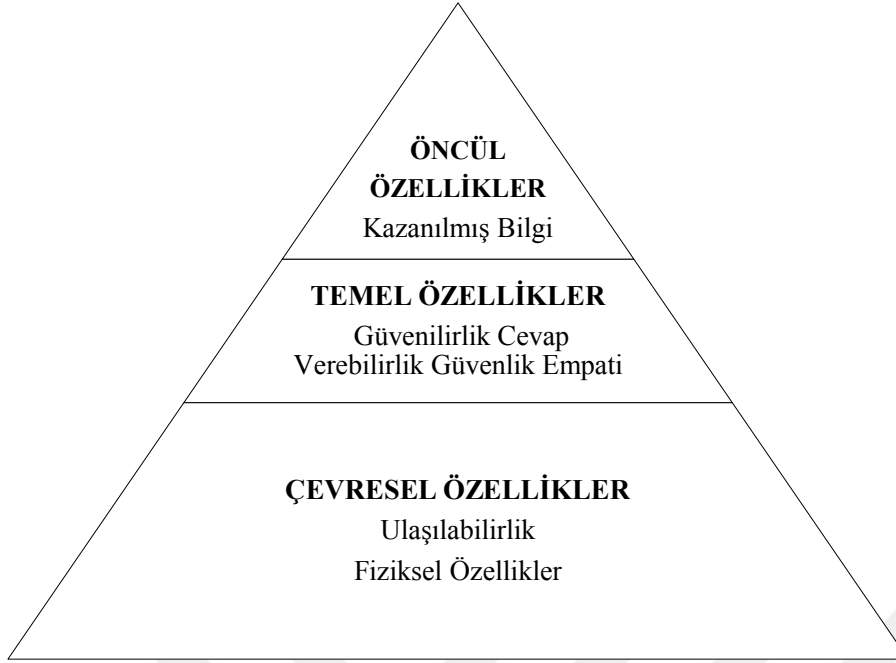 ÖNCÜL
ÖZELLİKLER
Kazanılmış Bilgi
TEMEL ÖZELLİKLER
Güvenilirlik Cevap
Verebilirlik Güvenlik Empati
ÇEVRESEL ÖZELLİKLER
Ulaşılabilirlik
Fiziksel Özellikler